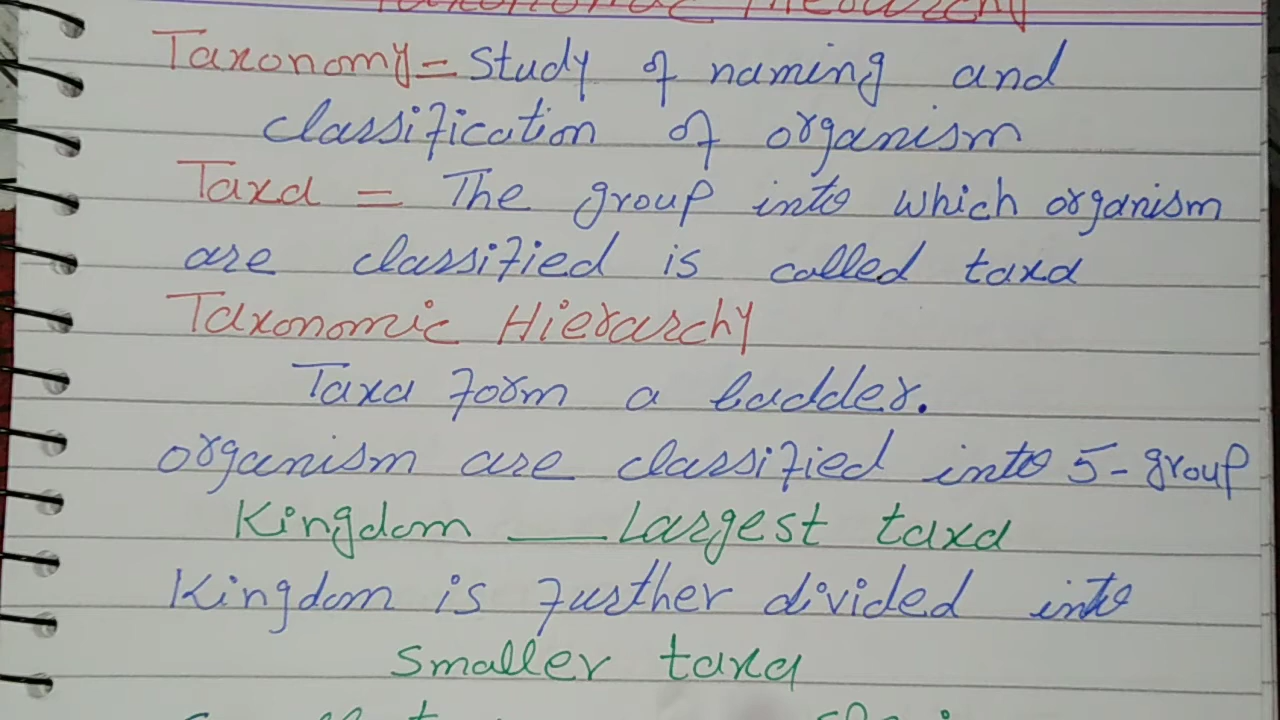 Taxonomic Hierarchy
Taxonomy = Study of naming and
classification of organism
Taxa = The group into which organism
are classified is called taxa
Taxonomic Hierarchy
Taxa form a ladder.
organism are classified into 5-group
Kingdom — Largest taxa
Kingdom is further divided into
smaller taxa